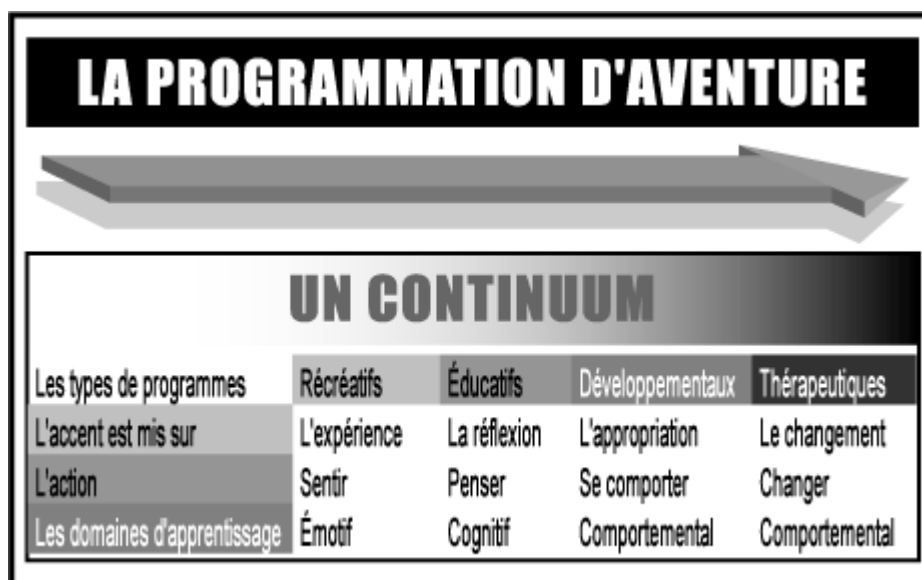 LA PROGRAMMATION D'AVENTURE
UN CONTINUUM
Les types de programmes Récréatifs Éducatifs Développementaux Thérapeutiques
L'accent est mis sur L'expérience La réflexion L'appropriation Le changement
L'action Sentir Penser Se comporter Changer
Les domaines d'apprentissage Émotif Cognitif Comportemental Comportemental